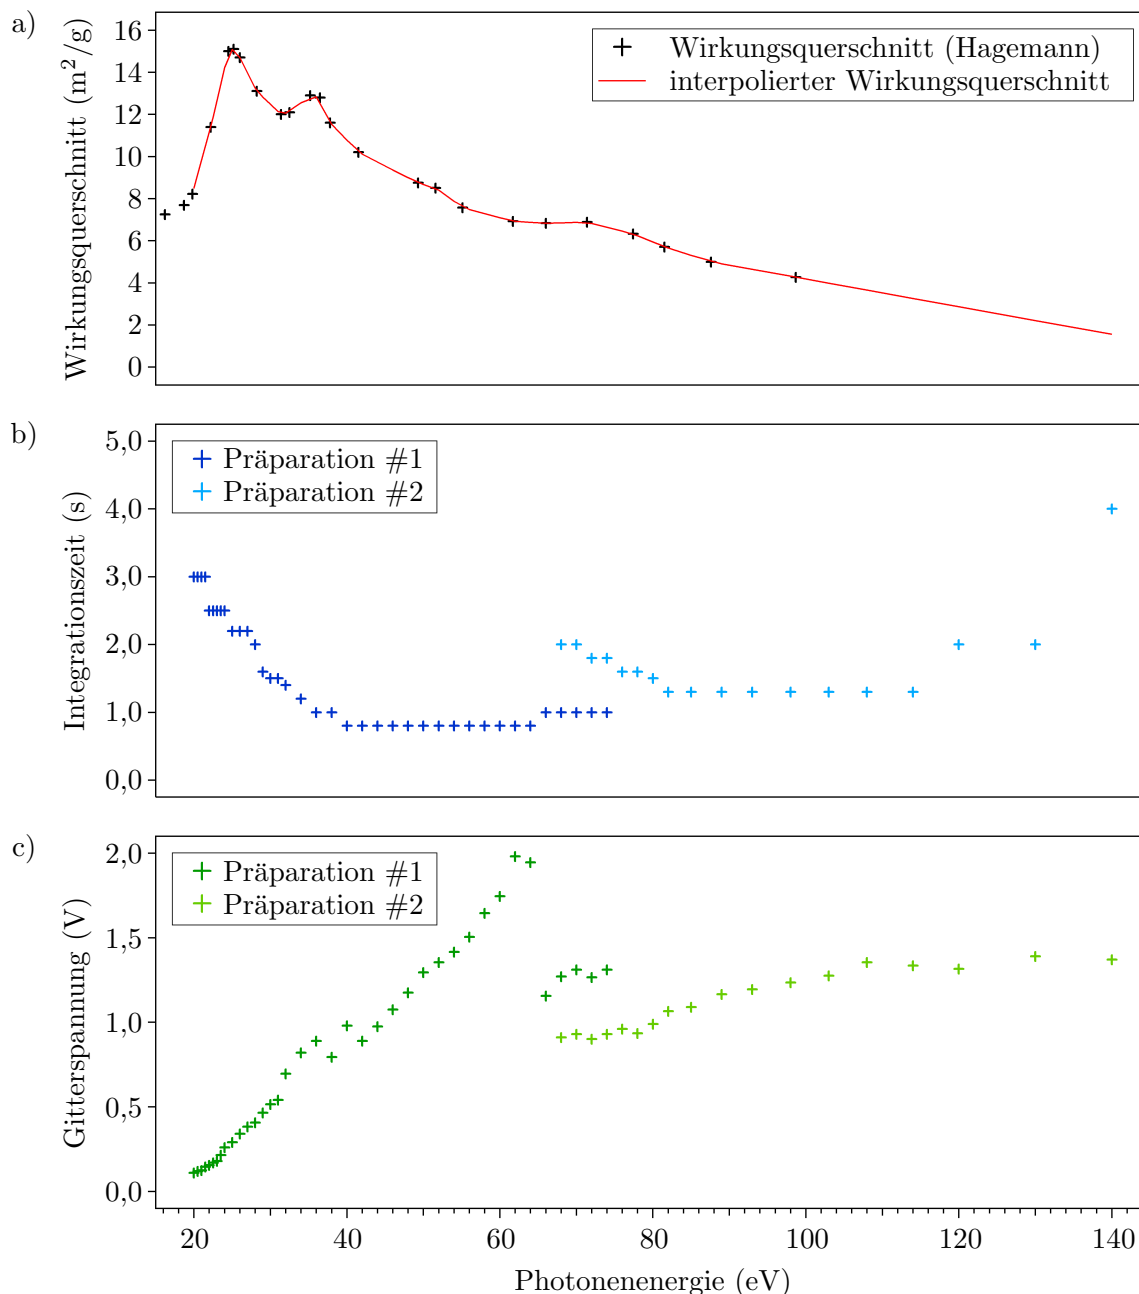 a)
Wirkungsquerschnitt (m²/g)
16
14
12
10
8
6
4
2
0
Wirkungsquerschnitt (Hagemann)
interpolierter Wirkungsquerschnitt
b)
Integrationszeit (s)
5,0
4,0
3,0
2,0
1,0
0,0
Präparation #1
Präparation #2
c)
Gitterspannung (V)
2,0
1,5
1,0
0,5
0,0
Präparation #1
Präparation #2
20 40 60 80 100 120 140
Photonenenergie (eV)